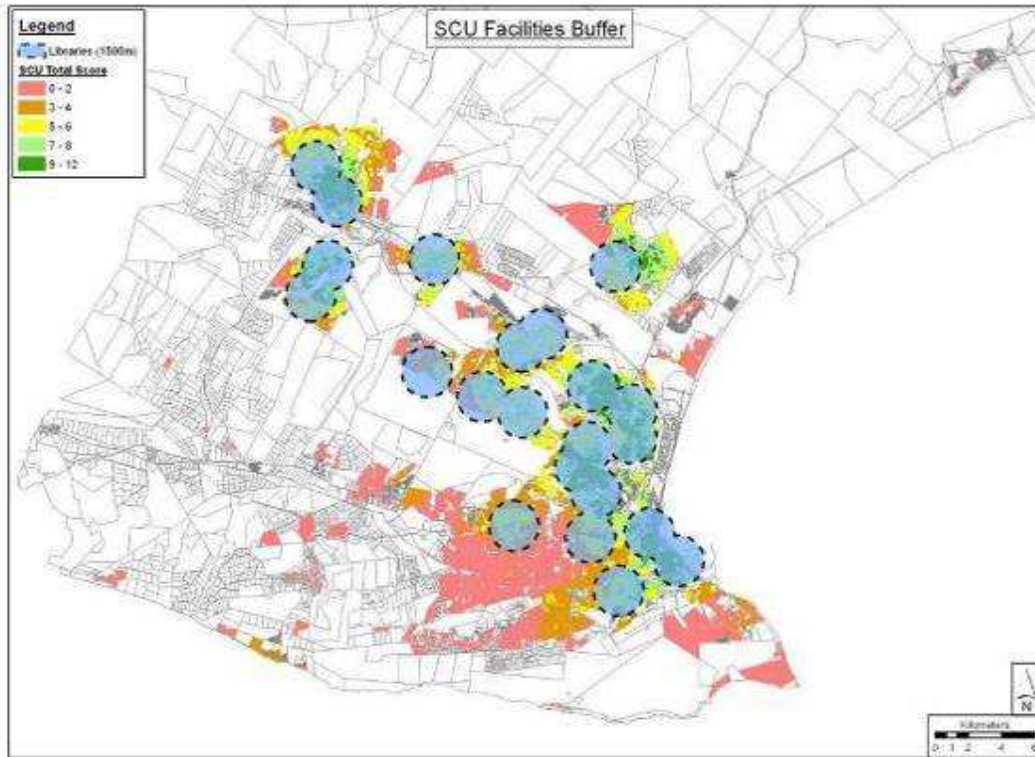 SCU Facilities Buffer
Legend
Libraries (1500m)
SCU Total Score
0 - 2
3 - 4
5 - 6
7 - 8
9 - 12
N
Kilometers
0 1 2 4 6